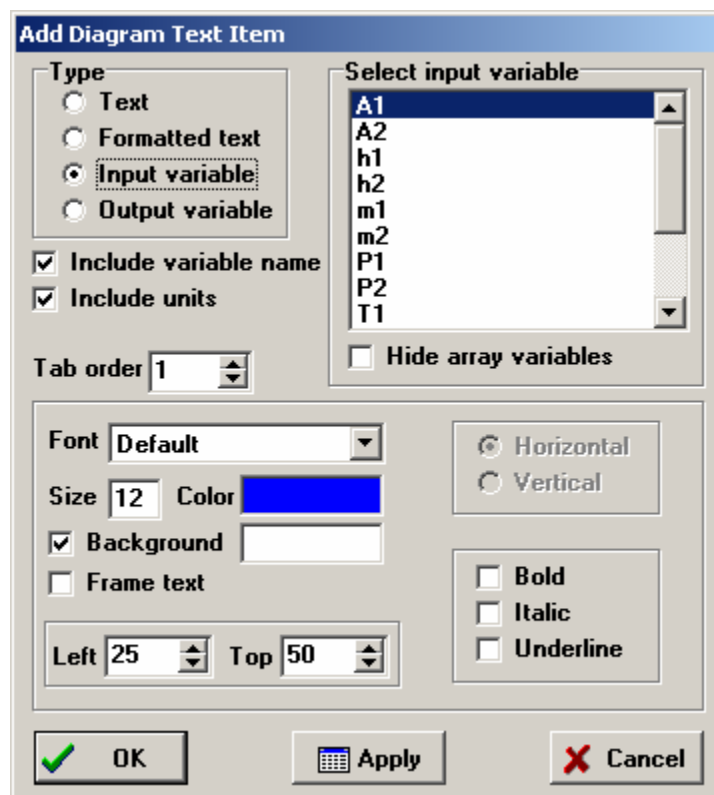 Add Diagram Text Item
Type
Text
Formatted text
Input variable
Output variable
Include variable name
Include units
Tab order 1
Select input variable
A1
A2
h1
h2
m1
m2
P1
P2
T1
Hide array variables
Font Default
Size 12 Color
Background
Frame text
Left 25 Top 50
Horizontal
Vertical
Bold
Italic
Underline
OK Apply Cancel